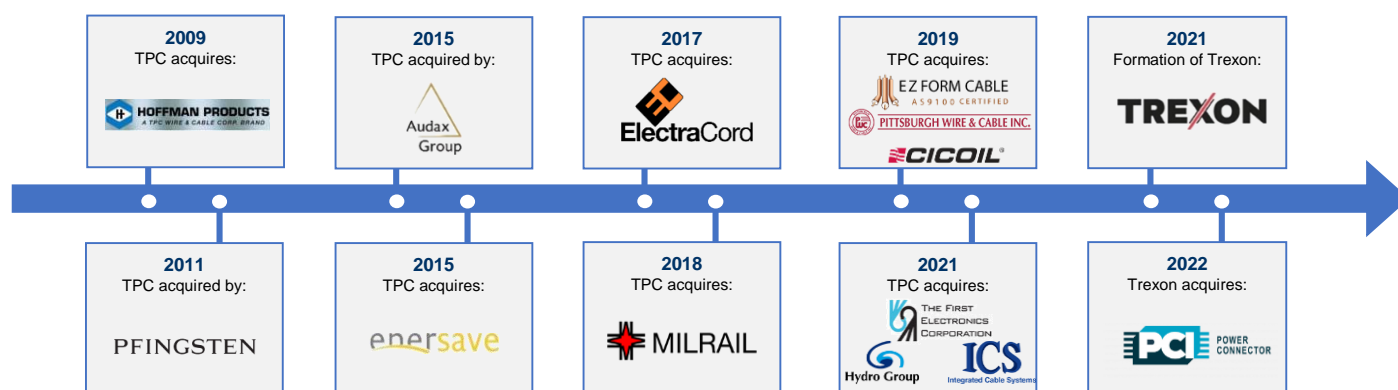 2009
TPC acquires:
HOFFMAN PRODUCTS
A TPC WIRE & CABLE CORP. BRAND
2015
TPC acquired by:
Audax
Group
2017
TPC acquires:
ElectraCord
2019
TPC acquires:
EZ FORM CABLE
AS9100 CERTIFIED
PWC PITTSBURGH WIRE & CABLE INC.
CICOIL®
2021
Formation of Trexon:
TREXON
2011
TPC acquired by:
PFINGSTEN
2015
TPC acquires:
enersave
2018
TPC acquires:
MILRAIL
2021
TPC acquires:
THE FIRST
ELECTRONICS
CORPORATION
Hydro Group
ICS
Integrated Cable Systems
2022
Trexon acquires:
PCI POWER
CONNECTOR